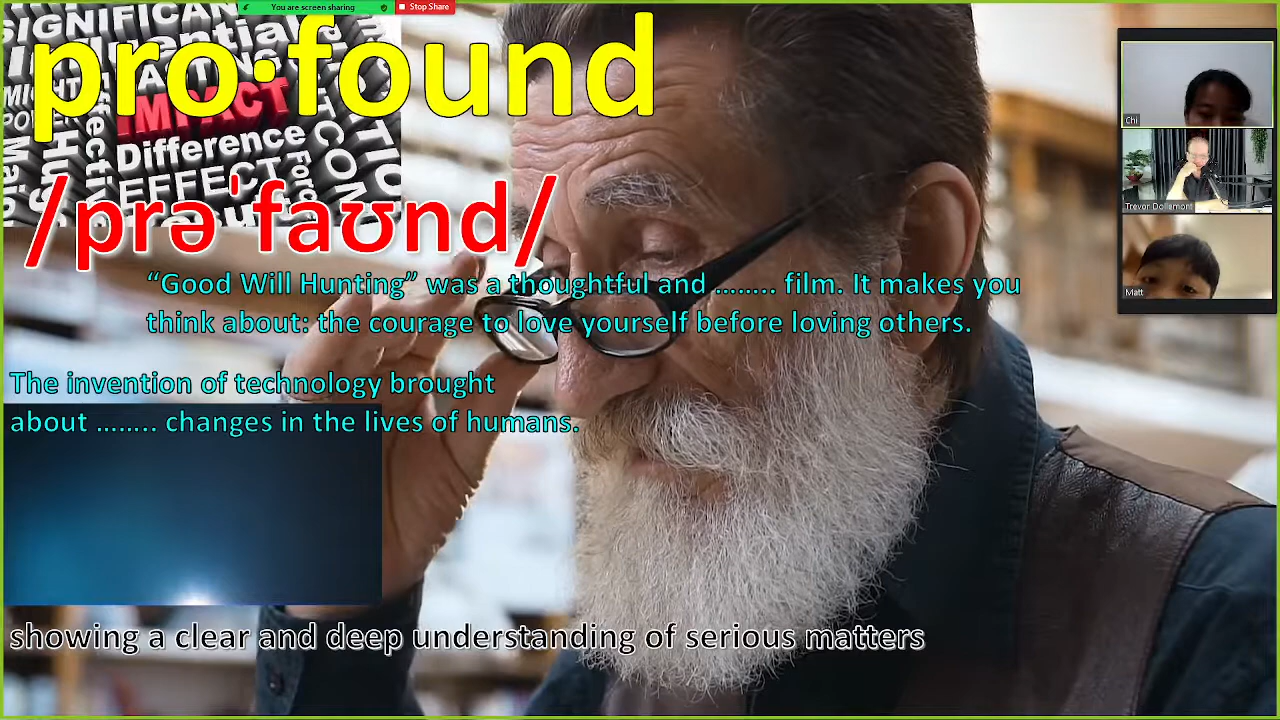 You are screen sharing
Stop Share
pro·found
/prəˈfaʊnd/
SIGNIFICAN
IMPACT
Difference
EFFECT
“Good Will Hunting” was a thoughtful and ........ film. It makes you
think about: the courage to love yourself before loving others.
The invention of technology brought
about ........ changes in the lives of humans.
showing a clear and deep understanding of serious matters
Chi
Trevor Dollemont
Matt